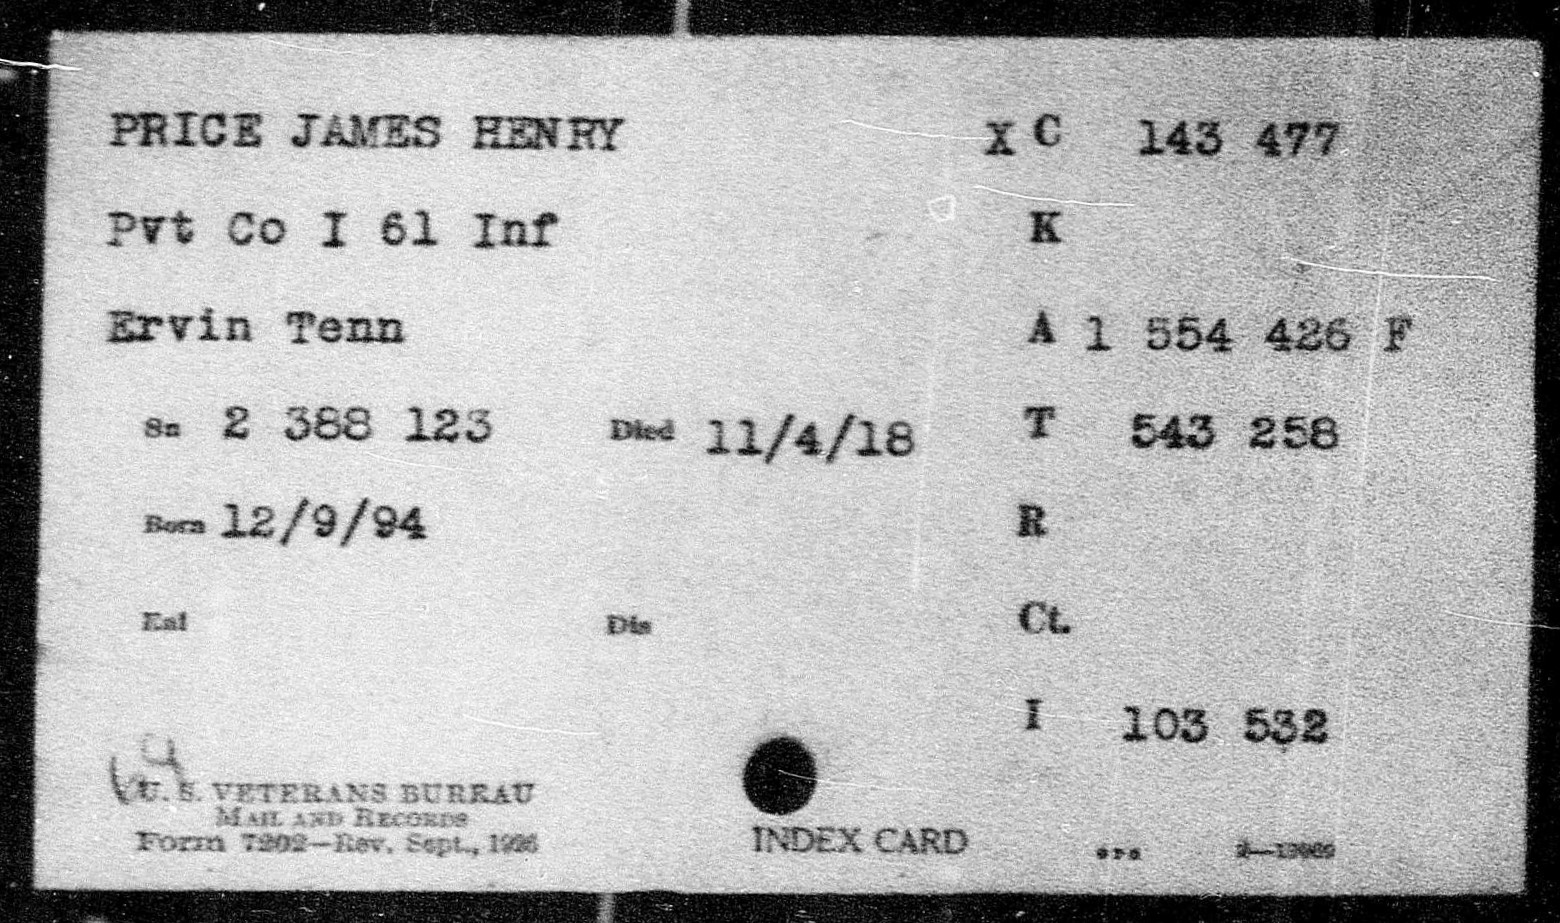 PRICE JAMES HENRY X C 143 477
Pvt Co I 61 Inf K
Ervin Tenn A 1 554 426 F
Sn 2 388 123 Died 11/4/18 T 543 258
Born 12/9/94 R
Enl Dis Ct.
I 103 532
U. S. VETERANS BUREAU
MAIL AND RECORDS
Form 7202—Rev. Sept., 1926
INDEX CARD